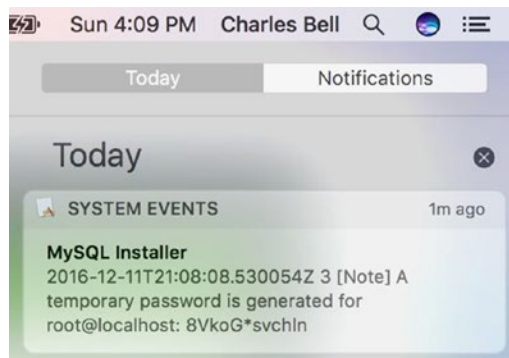 Sun 4:09 PM Charles Bell
Today Notifications
Today
SYSTEM EVENTS 1m ago
MySQL Installer
2016-12-11T21:08:08.530054Z 3 [Note] A
temporary password is generated for
root@localhost: 8VkoG*svchln